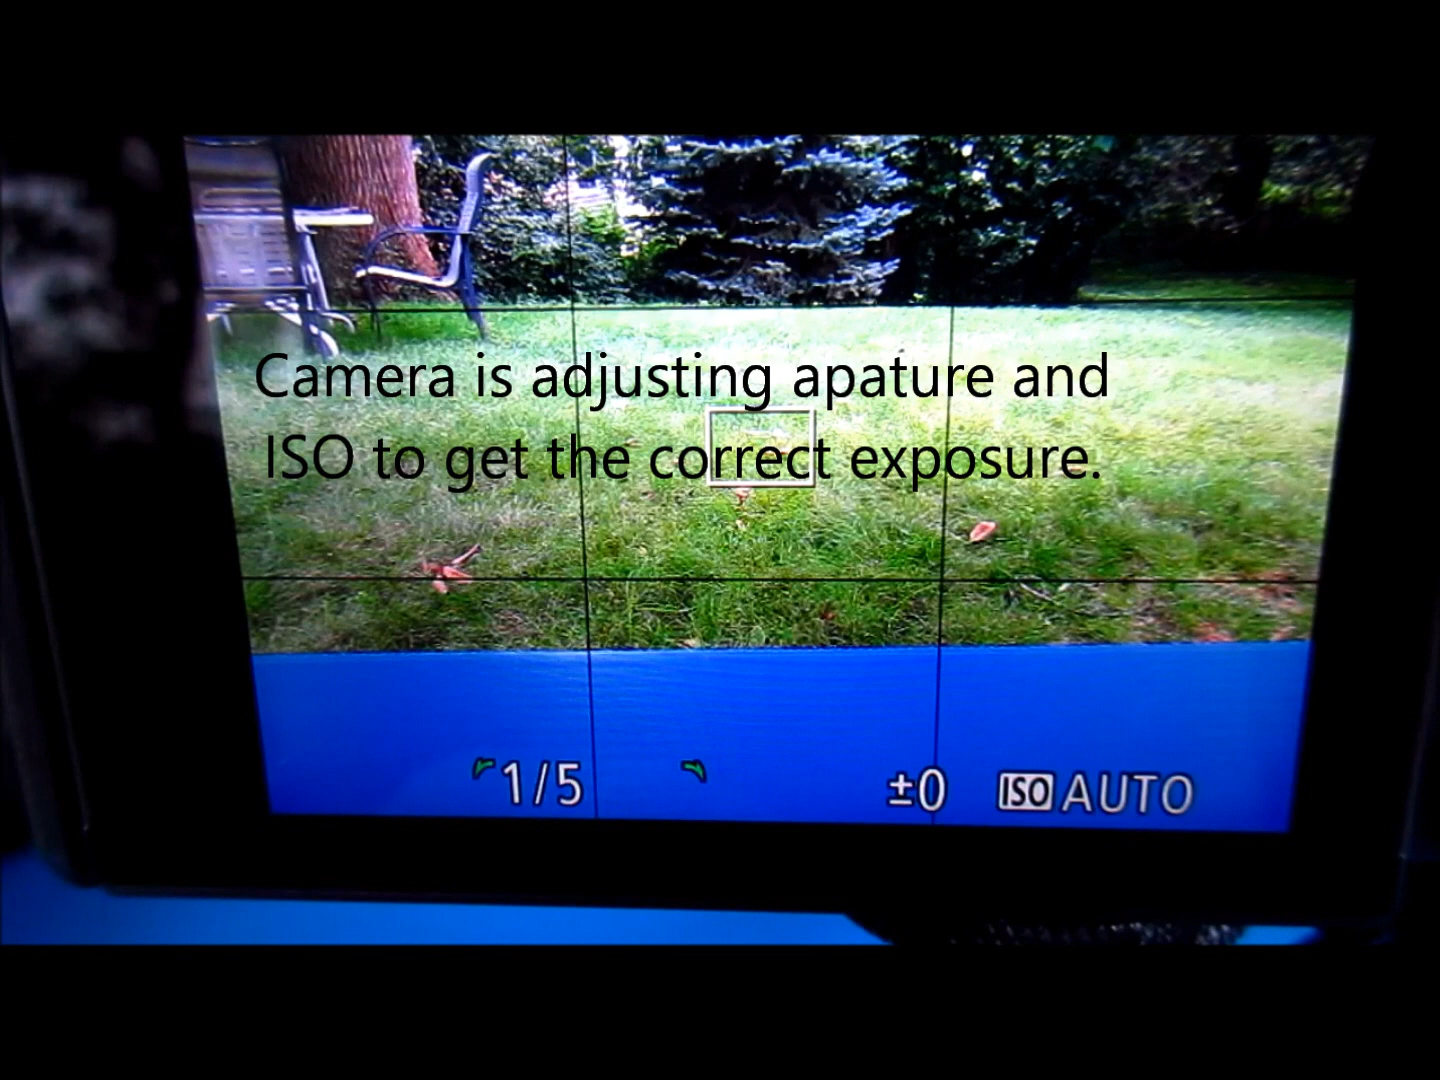 Camera is adjusting apature and
ISO to get the correct exposure.
1/5 ±0 ISO AUTO